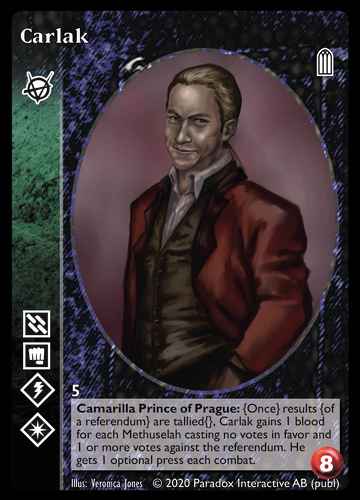 Carlak
5
Camarilla Prince of Prague: {Once} results {of
a referendum} are tallied{}, Carlak gains 1 blood
for each Methuselah casting no votes in favor and
1 or more votes against the referendum. He
gets 1 optional press each combat.
8
Illus: Veronica Jones © 2020 Paradox Interactive AB (publ)